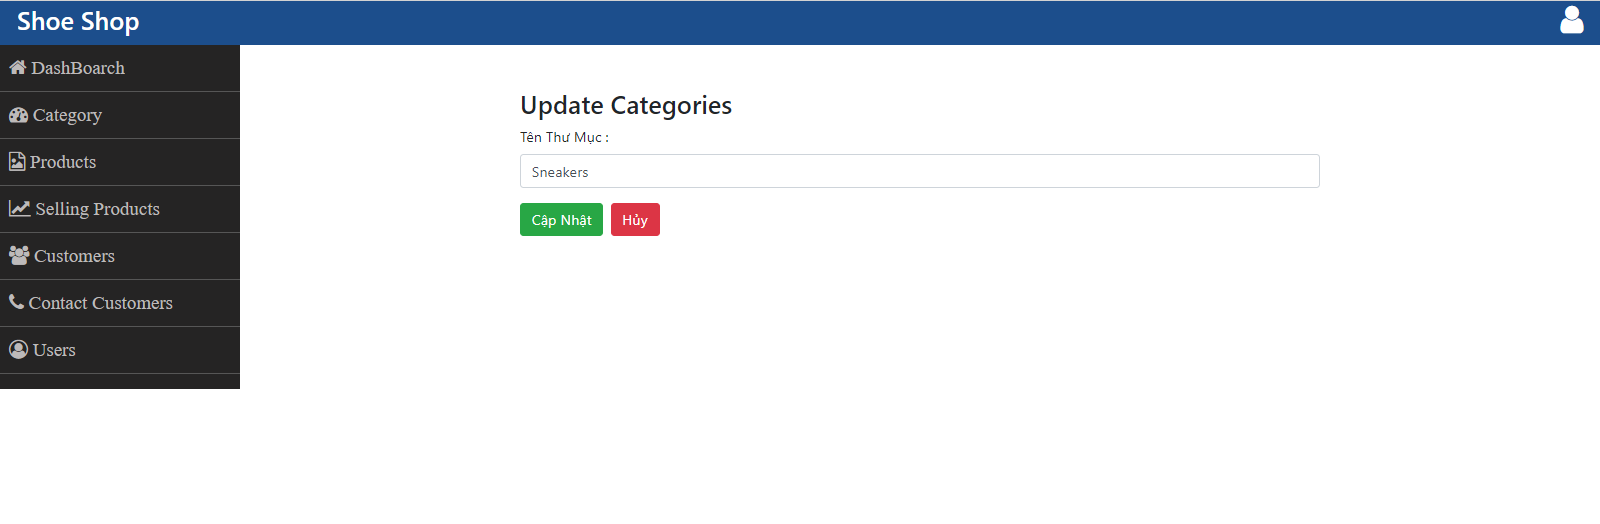 Shoe Shop
DashBoarch
Category
Products
Selling Products
Customers
Contact Customers
Users
Update Categories
Tên Thư Mục :
Sneakers
Cập Nhật Hủy